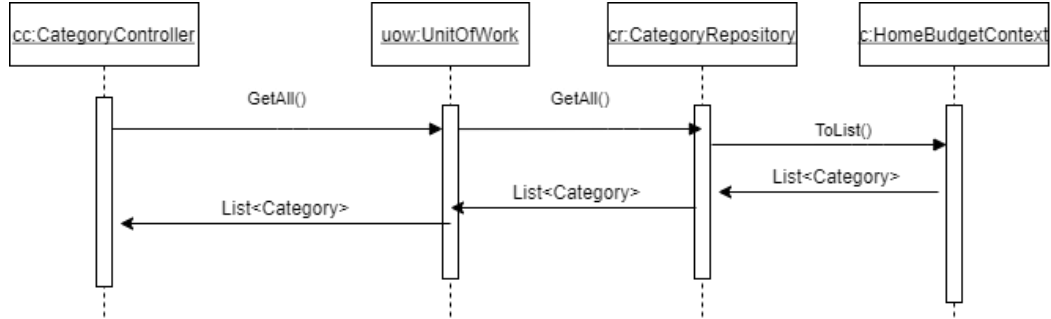 cc:CategoryController
uow:UnitOfWork
cr:CategoryRepository
c:HomeBudgetContext
GetAll()
GetAll()
ToList()
List<Category>
List<Category>
List<Category>